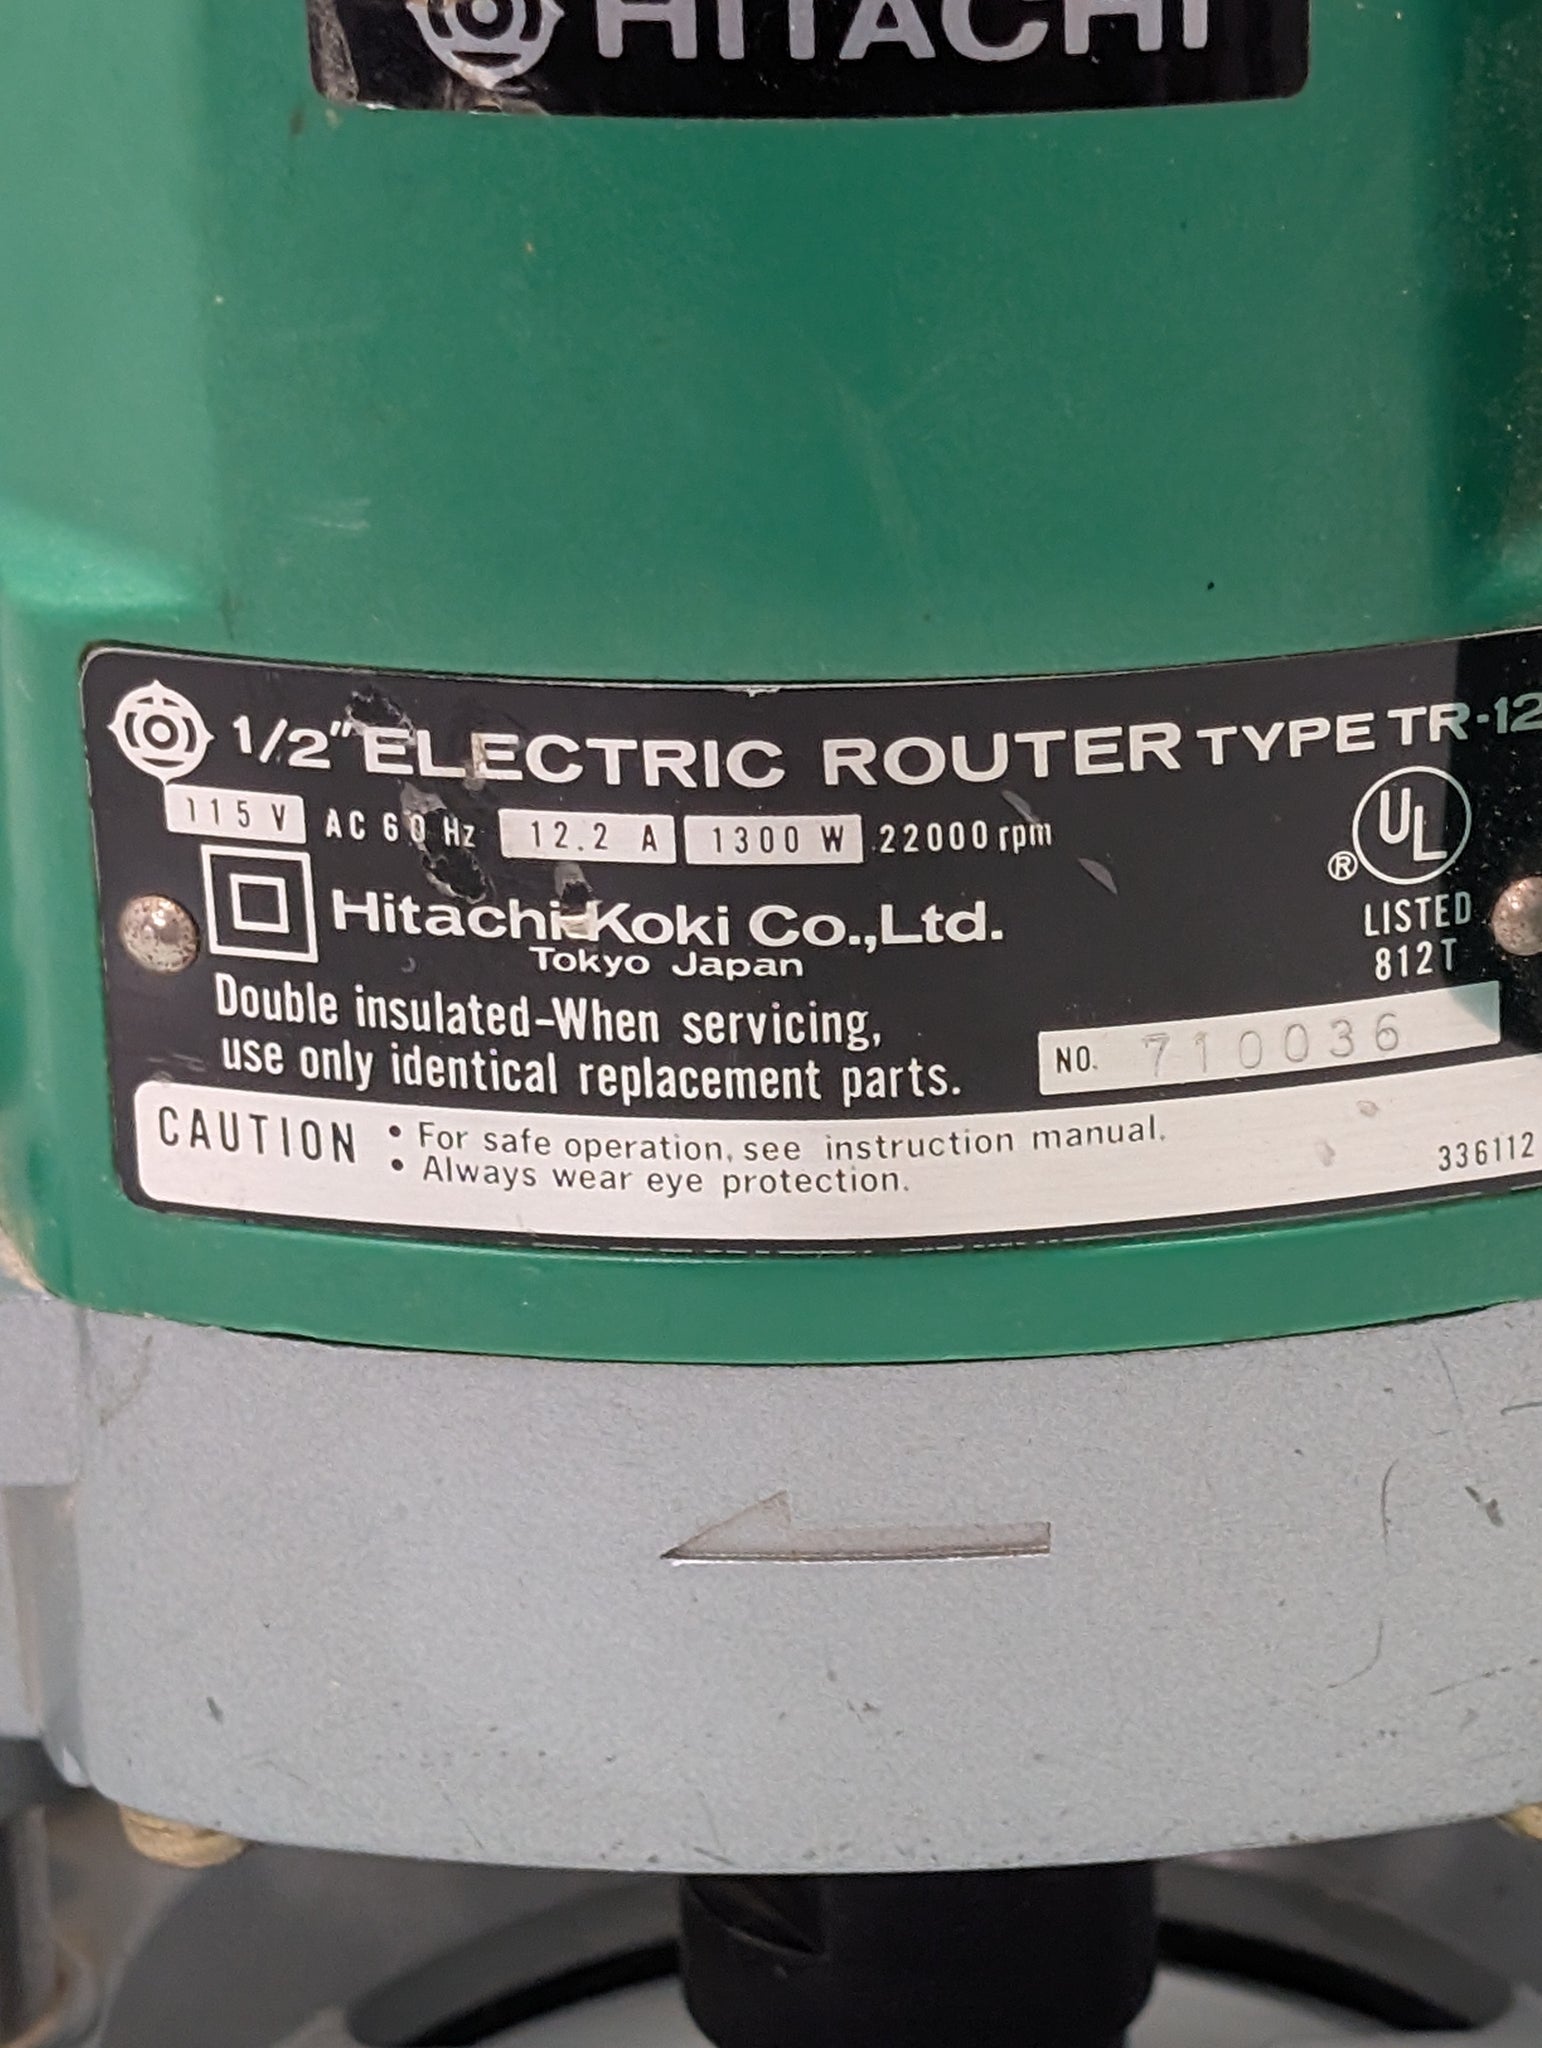 HITACHI
1/2" ELECTRIC ROUTER TYPE TR-12
115 V AC 60 Hz 12.2 A 1300 W 22000 rpm
UL
®
Hitachi Koki Co.,Ltd.
Tokyo Japan
LISTED
812T
Double insulated-When servicing,
use only identical replacement parts.
NO. 710036
CAUTION • For safe operation, see instruction manual.
• Always wear eye protection.
336112